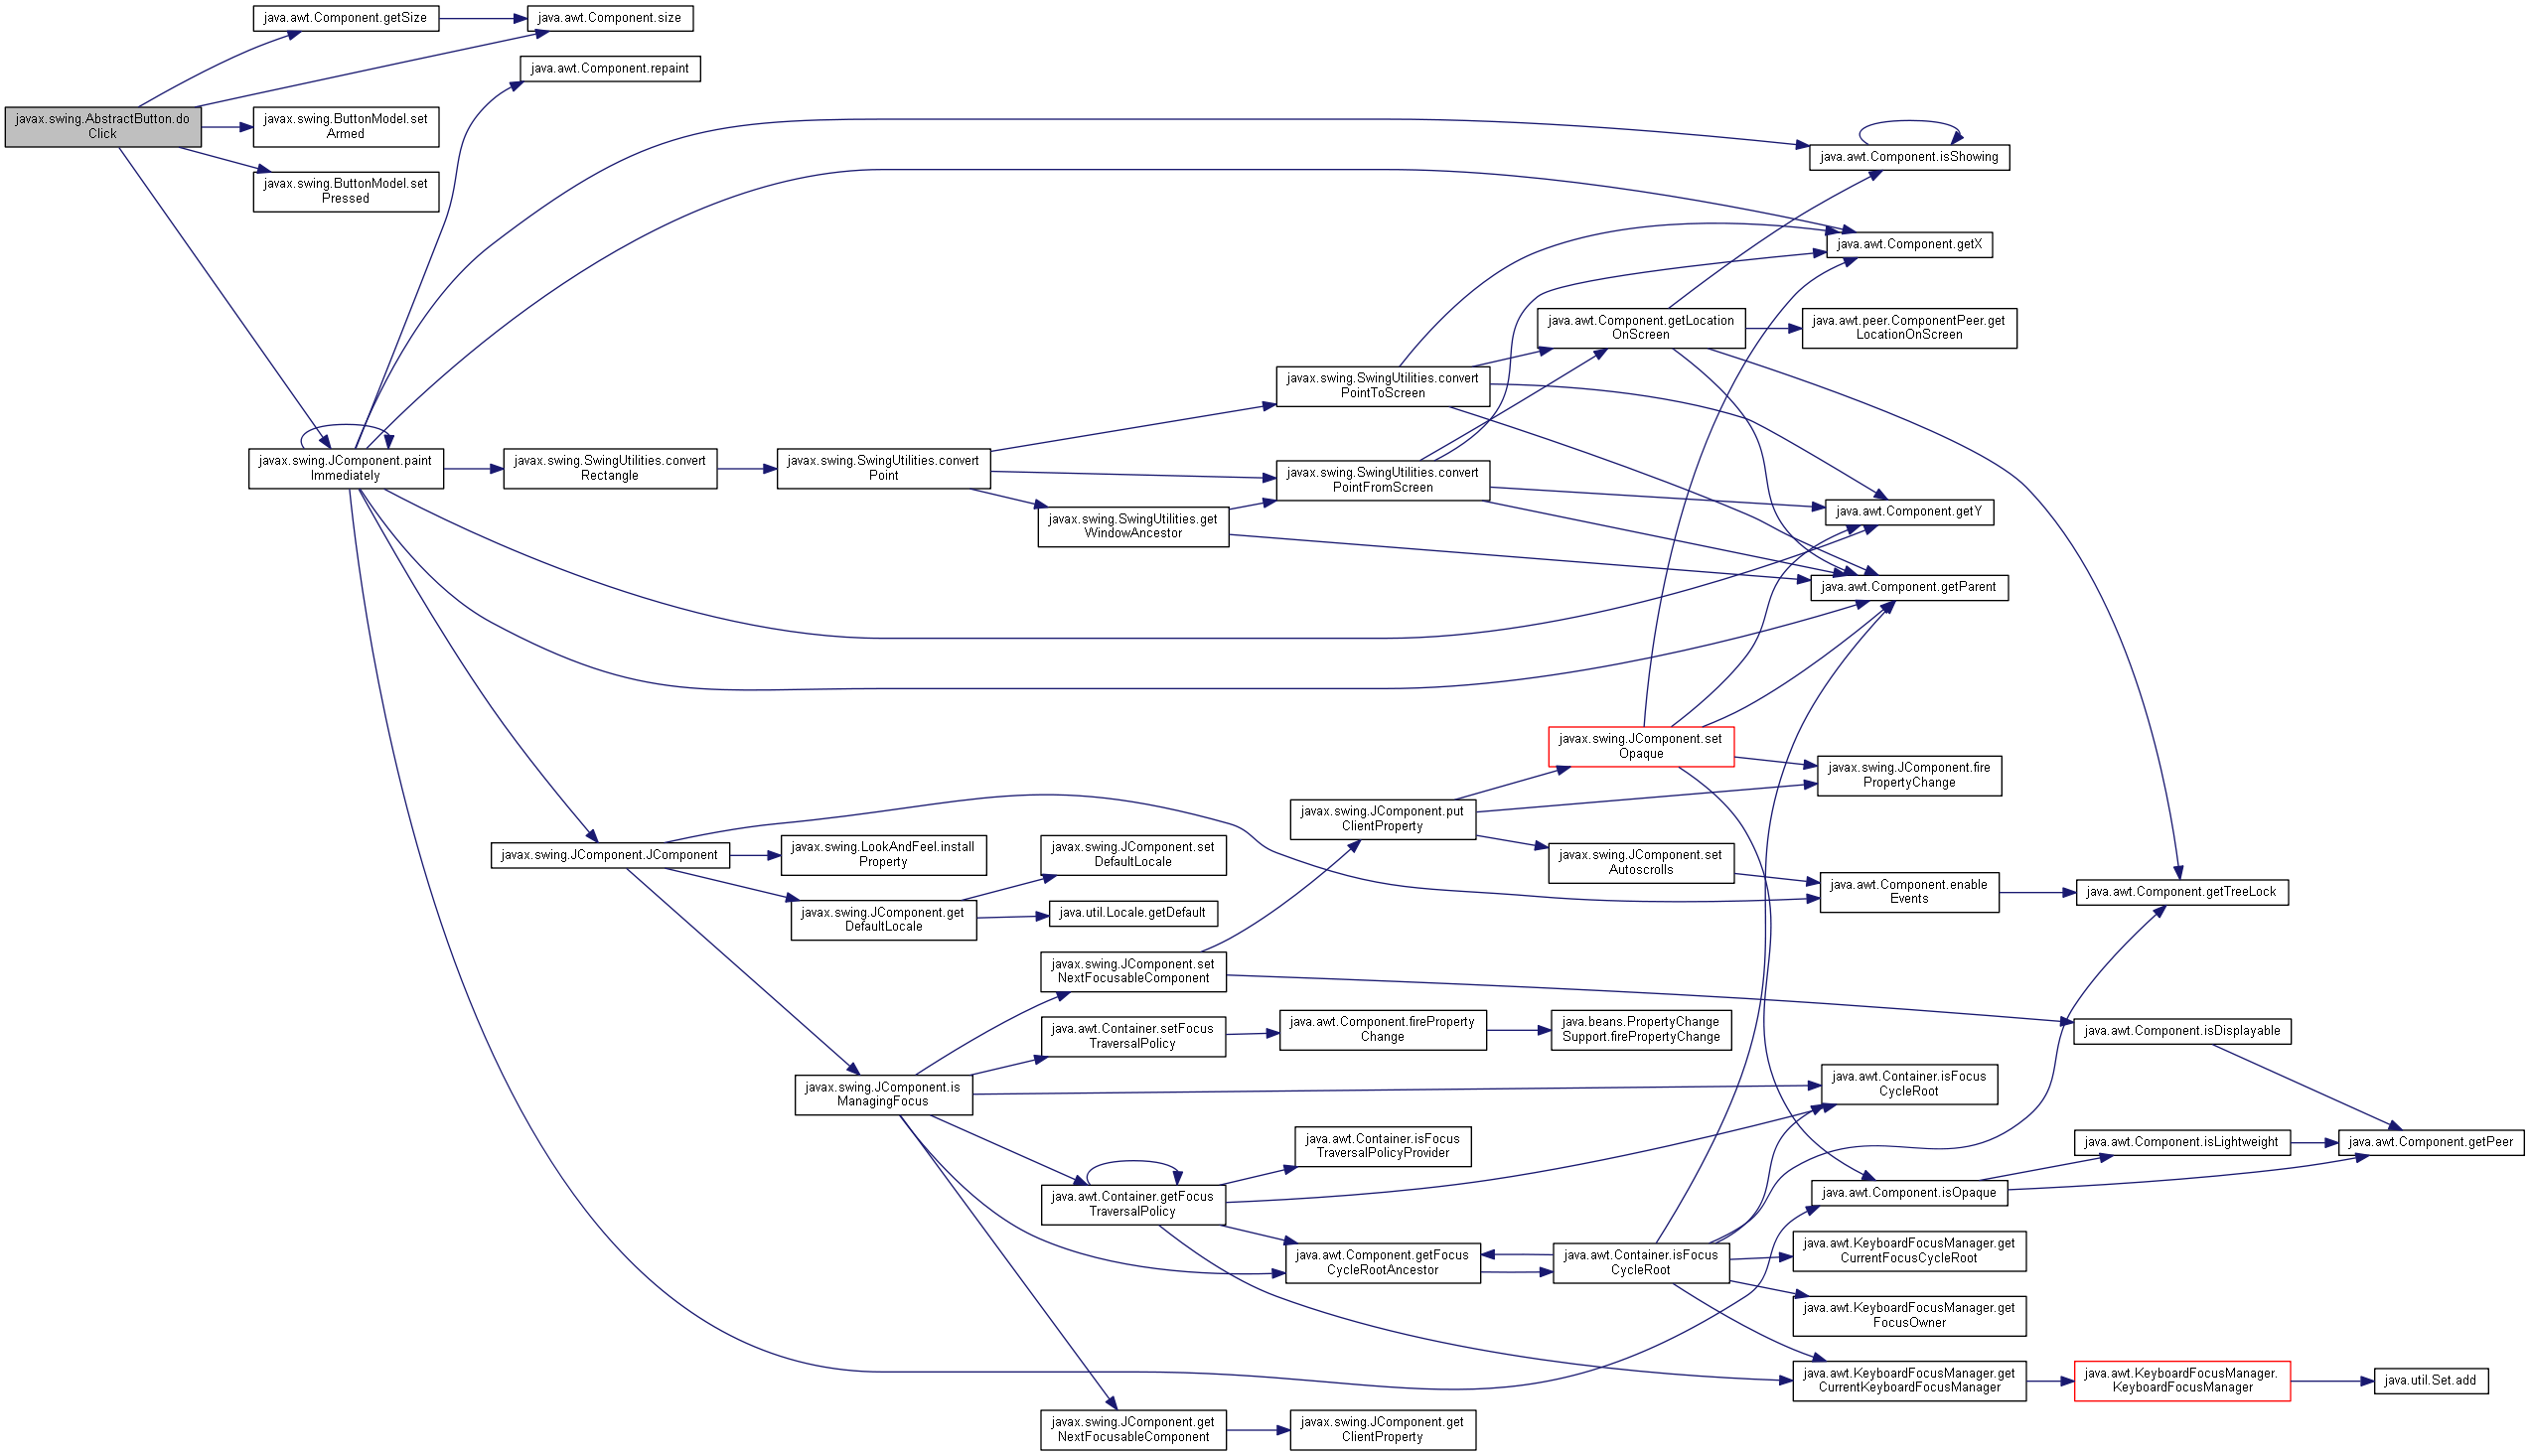 java.awt.Component.getSize
java.awt.Component.size
java.awt.Component.repaint
javax.swing.AbstractButton.do
Click
javax.swing.ButtonModel.set
Armed
javax.swing.ButtonModel.set
Pressed
java.awt.Component.isShowing
java.awt.Component.getX
java.awt.Component.getLocation
OnScreen
java.awt.peer.ComponentPeer.get
LocationOnScreen
javax.swing.SwingUtilities.convert
PointToScreen
javax.swing.JComponent.paint
Immediately
javax.swing.SwingUtilities.convert
Rectangle
javax.swing.SwingUtilities.convert
Point
javax.swing.SwingUtilities.convert
PointFromScreen
javax.swing.SwingUtilities.get
WindowAncestor
java.awt.Component.getY
java.awt.Component.getParent
javax.swing.JComponent.set
Opaque
javax.swing.JComponent.fire
PropertyChange
javax.swing.JComponent.put
ClientProperty
javax.swing.JComponent.JComponent
javax.swing.LookAndFeel.install
Property
javax.swing.JComponent.set
DefaultLocale
javax.swing.JComponent.set
Autoscrolls
java.awt.Component.enable
Events
java.awt.Component.getTreeLock
javax.swing.JComponent.get
DefaultLocale
java.util.Locale.getDefault
javax.swing.JComponent.set
NextFocusableComponent
java.awt.Container.setFocus
TraversalPolicy
java.awt.Component.fireProperty
Change
java.beans.PropertyChange
Support.firePropertyChange
java.awt.Component.isDisplayable
javax.swing.JComponent.is
ManagingFocus
java.awt.Container.isFocus
CycleRoot
java.awt.Container.isFocus
TraversalPolicyProvider
java.awt.Component.isLightweight
java.awt.Component.getPeer
java.awt.Container.getFocus
TraversalPolicy
java.awt.Component.isOpaque
java.awt.Component.getFocus
CycleRootAncestor
java.awt.Container.isFocus
CycleRoot
java.awt.KeyboardFocusManager.get
CurrentFocusCycleRoot
java.awt.KeyboardFocusManager.get
FocusOwner
java.awt.KeyboardFocusManager.get
CurrentKeyboardFocusManager
java.awt.KeyboardFocusManager.
KeyboardFocusManager
java.util.Set.add
javax.swing.JComponent.get
NextFocusableComponent
javax.swing.JComponent.get
ClientProperty